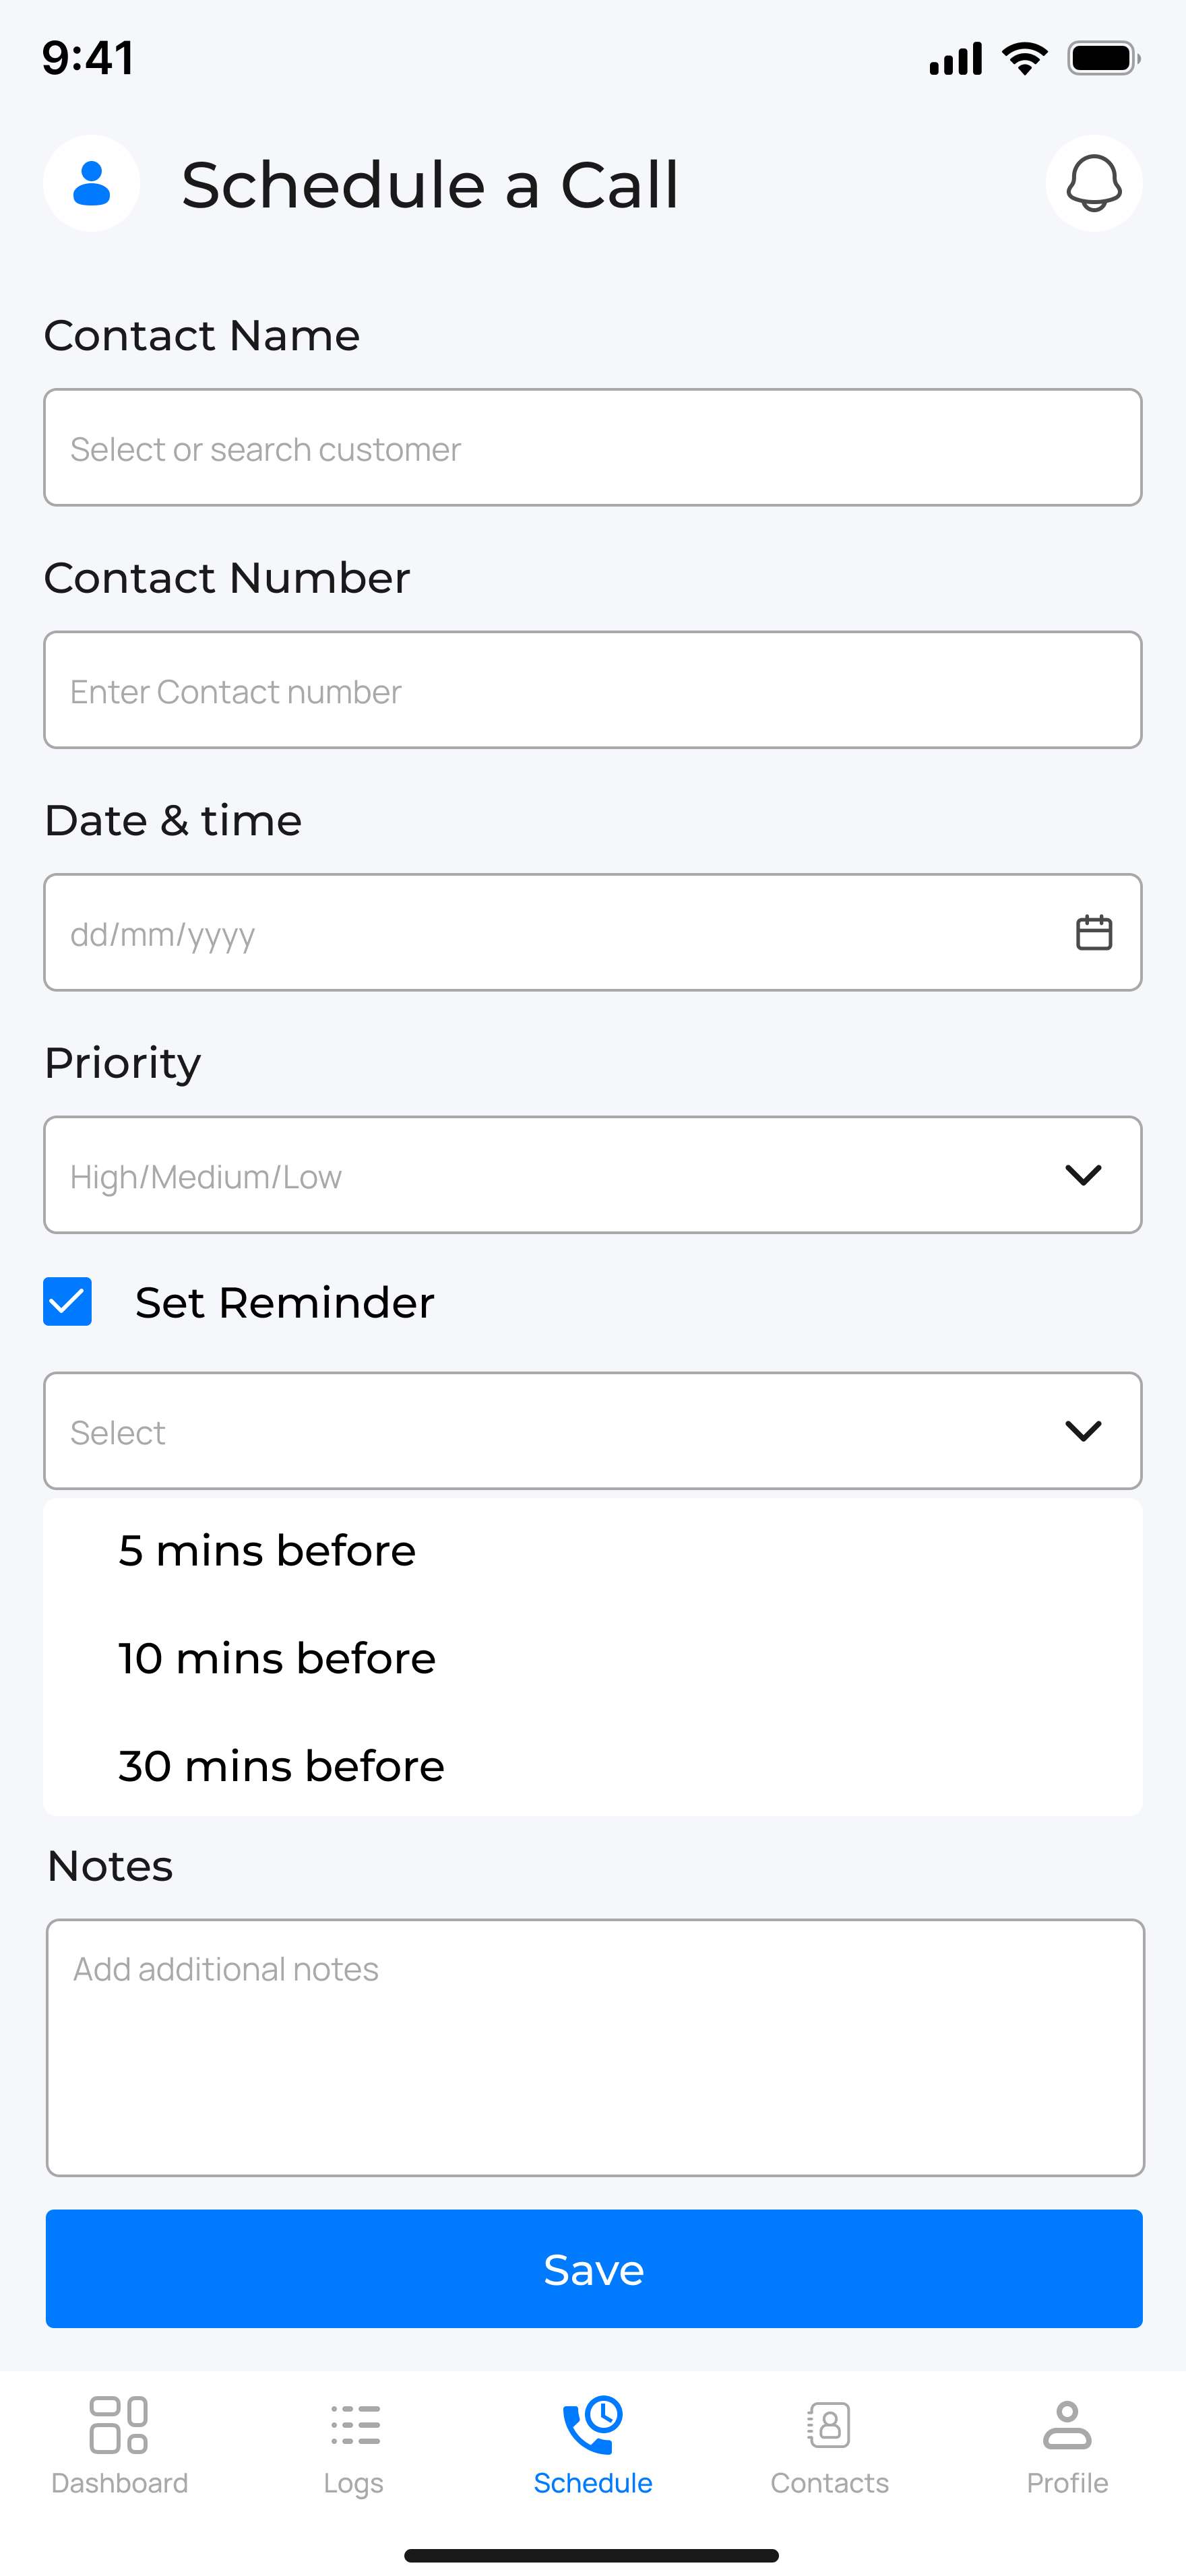 9:41
Schedule a Call
Contact Name
Select or search customer
Contact Number
Enter Contact number
Date & time
dd/mm/yyyy
Priority
High/Medium/Low
Set Reminder
Select
5 mins before
10 mins before
30 mins before
Notes
Add additional notes
Save
Dashboard Logs Schedule Contacts Profile